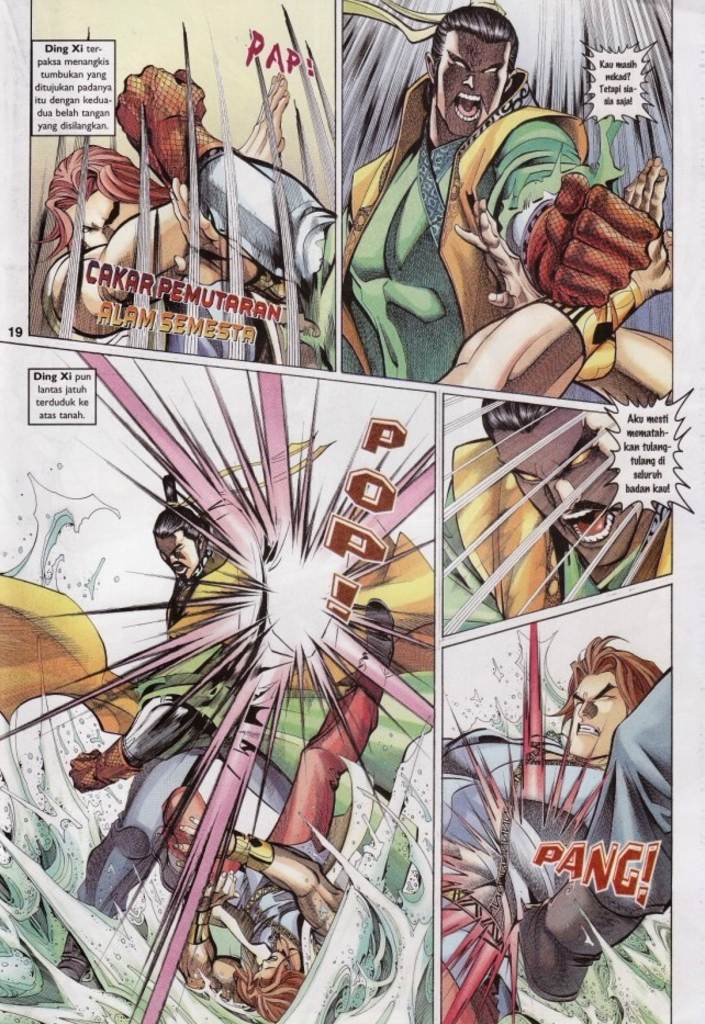 Ding Xi ter-
paksa menangkis
tumbukan yang
ditujukan padanya
itu dengan kedua-
dua belah tangan
yang disilangkan.
PAP!
CAKAR PEMUTARAN
ALAM SEMESTA
Kau masih
nekad?
Tetapi sia-
sia saja!
19
Ding Xi pun
lantas jatuh
terduduk ke
atas tanah.
POP!
Aku mesti
mematah-
kan tulang-
tulang di
seluruh
badan kau!
PANG!